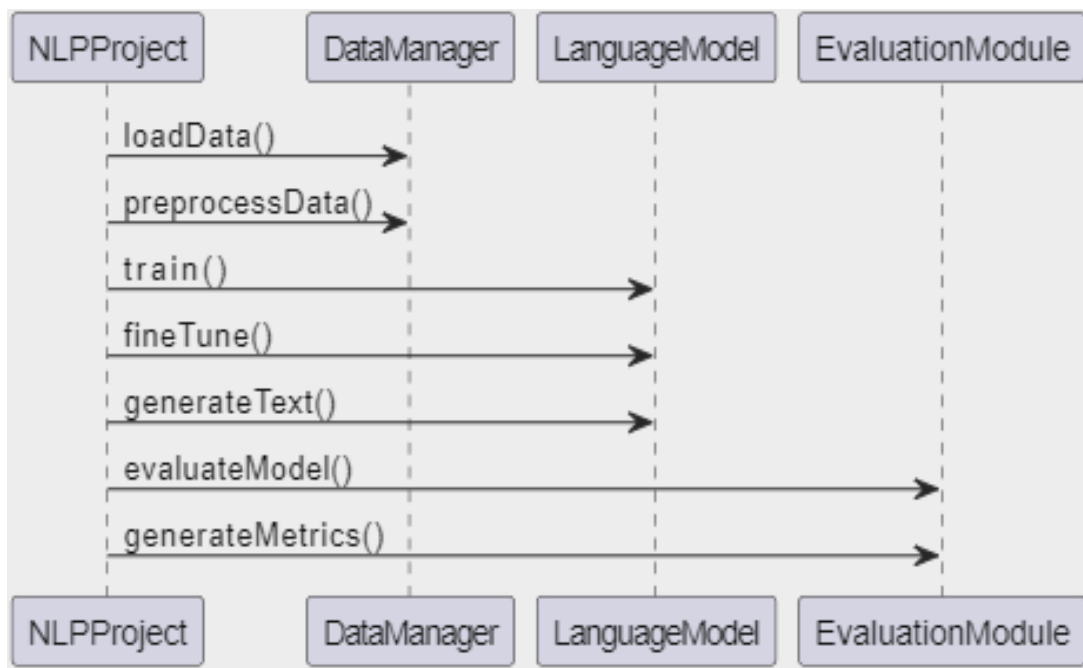 NLPProject DataManager LanguageModel EvaluationModule
loadData()
preprocessData()
train()
fineTune()
generateText()
evaluateModel()
generateMetrics()
NLPProject DataManager LanguageModel EvaluationModule